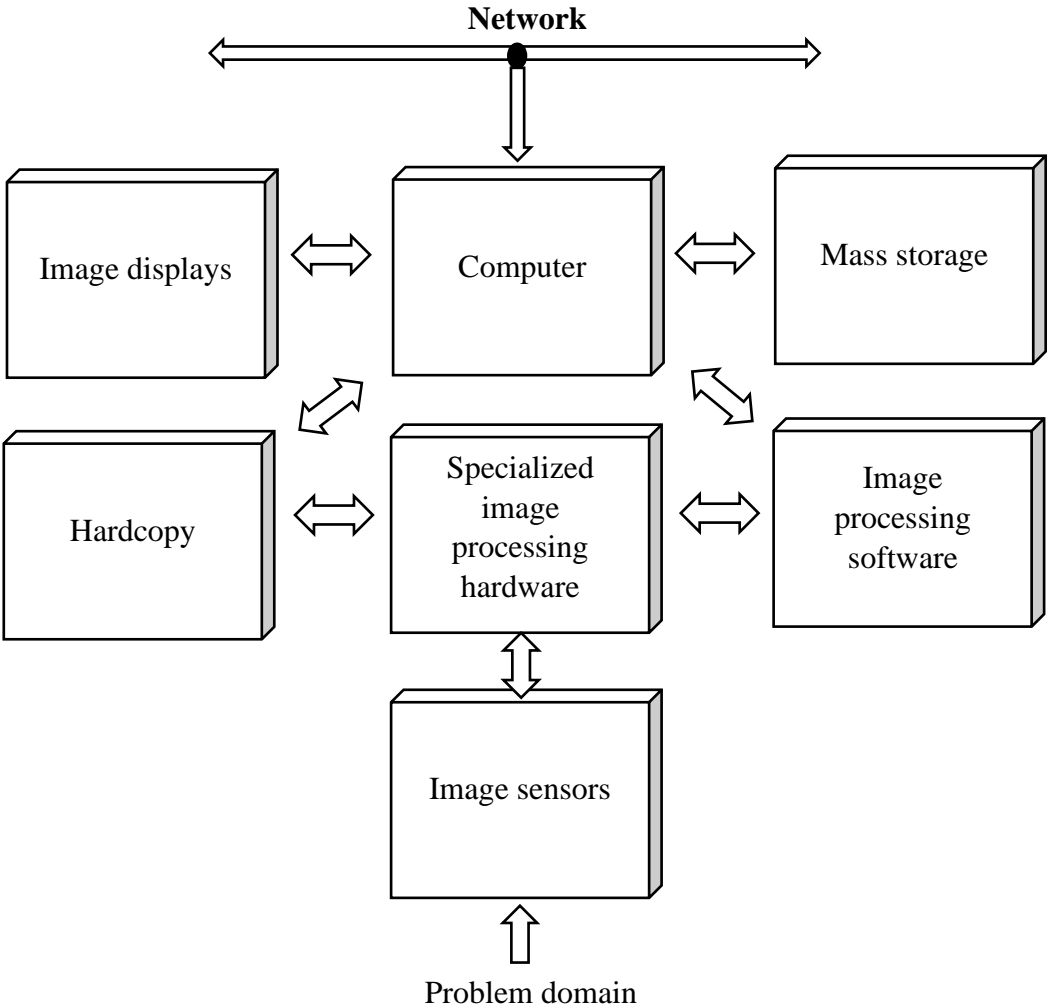 Network
Image displays
Computer
Mass storage
Hardcopy
Specialized
image
processing
hardware
Image
processing
software
Image sensors
Problem domain